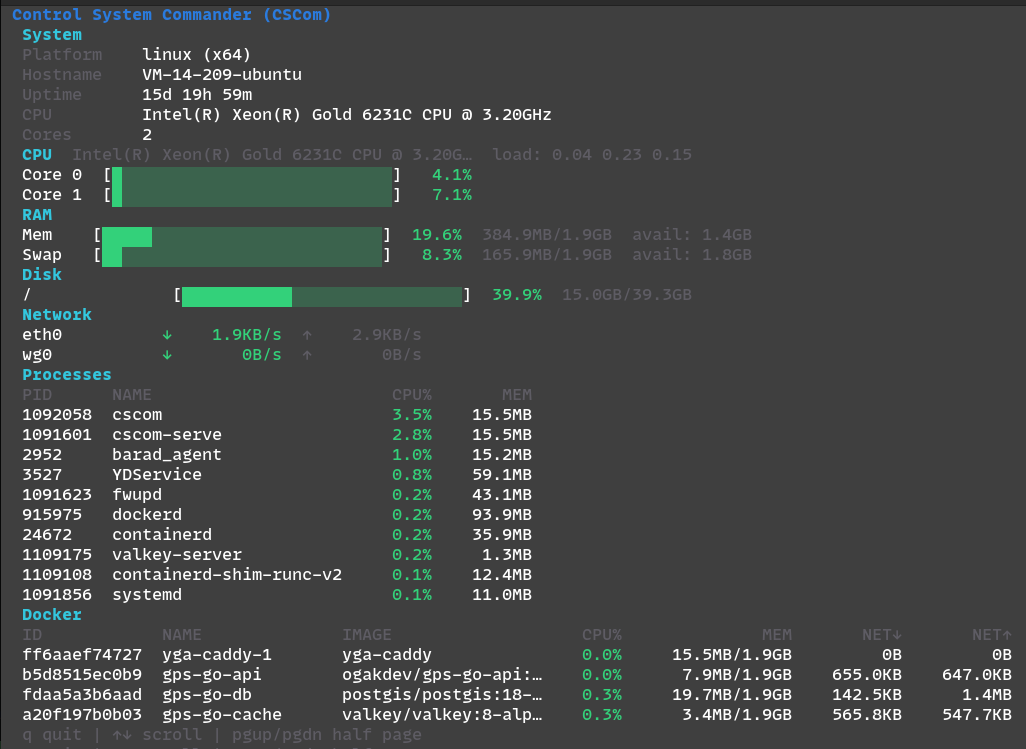 Control System Commander (CSCom)
System
Platform linux (x64)
Hostname VM-14-209-ubuntu
Uptime 15d 19h 59m
CPU Intel(R) Xeon(R) Gold 6231C CPU @ 3.20GHz
Cores 2
CPU Intel(R) Xeon(R) Gold 6231C CPU @ 3.20G… load: 0.04 0.23 0.15
Core 0 [ ] 4.1%
Core 1 [ ] 7.1%
RAM
Mem [ ] 19.6% 384.9MB/1.9GB avail: 1.4GB
Swap [ ] 8.3% 165.9MB/1.9GB avail: 1.8GB
Disk
/ [ ] 39.9% 15.0GB/39.3GB
Network
eth0 ↓ 1.9KB/s ↑ 2.9KB/s
wg0 ↓ 0B/s ↑ 0B/s
Processes
PID NAME CPU% MEM
1092058 cscom 3.5% 15.5MB
1091601 cscom-serve 2.8% 15.5MB
2952 barad_agent 1.0% 15.2MB
3527 YDService 0.8% 59.1MB
1091623 fwupd 0.2% 43.1MB
915975 dockerd 0.2% 93.9MB
24672 containerd 0.2% 35.9MB
1109175 valkey-server 0.2% 1.3MB
1109108 containerd-shim-runc-v2 0.1% 12.4MB
1091856 systemd 0.1% 11.0MB
Docker
ID NAME IMAGE CPU% MEM NET↓ NET↑
ff6aaef74727 yga-caddy-1 yga-caddy 0.0% 15.5MB/1.9GB 0B 0B
b5d8515ec0b9 gps-go-api ogakdev/gps-go-api:… 0.0% 7.9MB/1.9GB 655.0KB 647.0KB
fdaa5a3b6aad gps-go-db postgis/postgis:18-… 0.3% 19.7MB/1.9GB 142.5KB 1.4MB
a20f197b0b03 gps-go-cache valkey/valkey:8-alp… 0.3% 3.4MB/1.9GB 565.8KB 547.7KB
q quit | ↑↓ scroll | pgup/pgdn half page